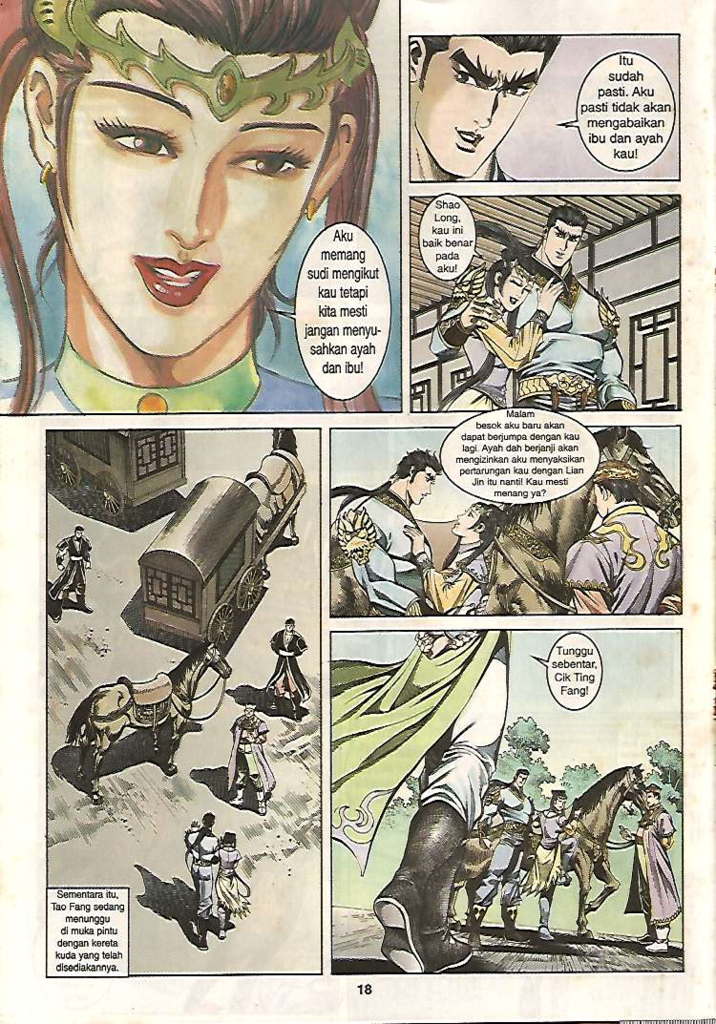 Aku
memang
sudi mengikut
kau tetapi
kita mesti
jangan menyu-
sahkan ayah
dan ibu!
Itu
sudah
pasti. Aku
pasti tidak akan
mengabaikan
ibu dan ayah
kau!
Shao
Long,
kau ini
baik benar
pada
aku!
Sementara itu,
Tao Fang sedang
menunggu
di muka pintu
dengan kereta
kuda yang telah
disediakannya.
Malam
besok aku baru akan
dapat berjumpa dengan kau
lagi. Ayah dah berjanji akan
mengizinkan aku menyaksikan
pertarungan kau dengan Lian
Jin itu nanti! Kau mesti
menang ya?
Tunggu
sebentar,
Cik Ting
Fang!
18